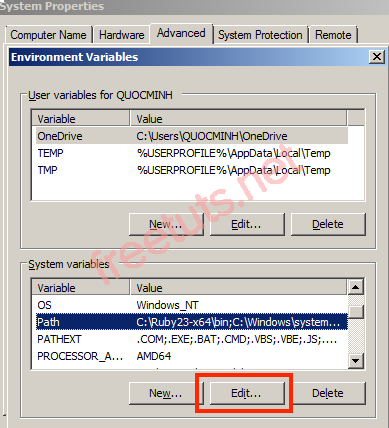 System Properties
Computer Name Hardware Advanced System Protection Remote
Environment Variables
User variables for QUOCMINH
Variable Value
OneDrive C:\Users\QUOCMINH\OneDrive
TEMP %USERPROFILE%\AppData\Local\Temp
TMP %USERPROFILE%\AppData\Local\Temp
New... Edit... Delete
System variables
Variable Value
OS Windows_NT
Path C:\Ruby23-x64\bin;C:\Windows\system...
PATHEXT .COM;.EXE;.BAT;.CMD;.VBS;.VBE;.JS;....
PROCESSOR_A... AMD64
New... Edit... Delete
freetuts.net